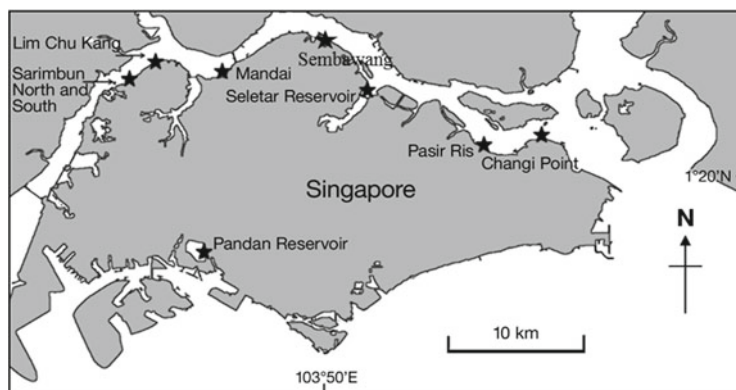 Lim Chu Kang
Sarimbun
North and
South
Mandai
Sembawang
Seletar Reservoir
Pasir Ris
Changi Point
1°20'N
Singapore
N
Pandan Reservoir
10 km
103°50'E